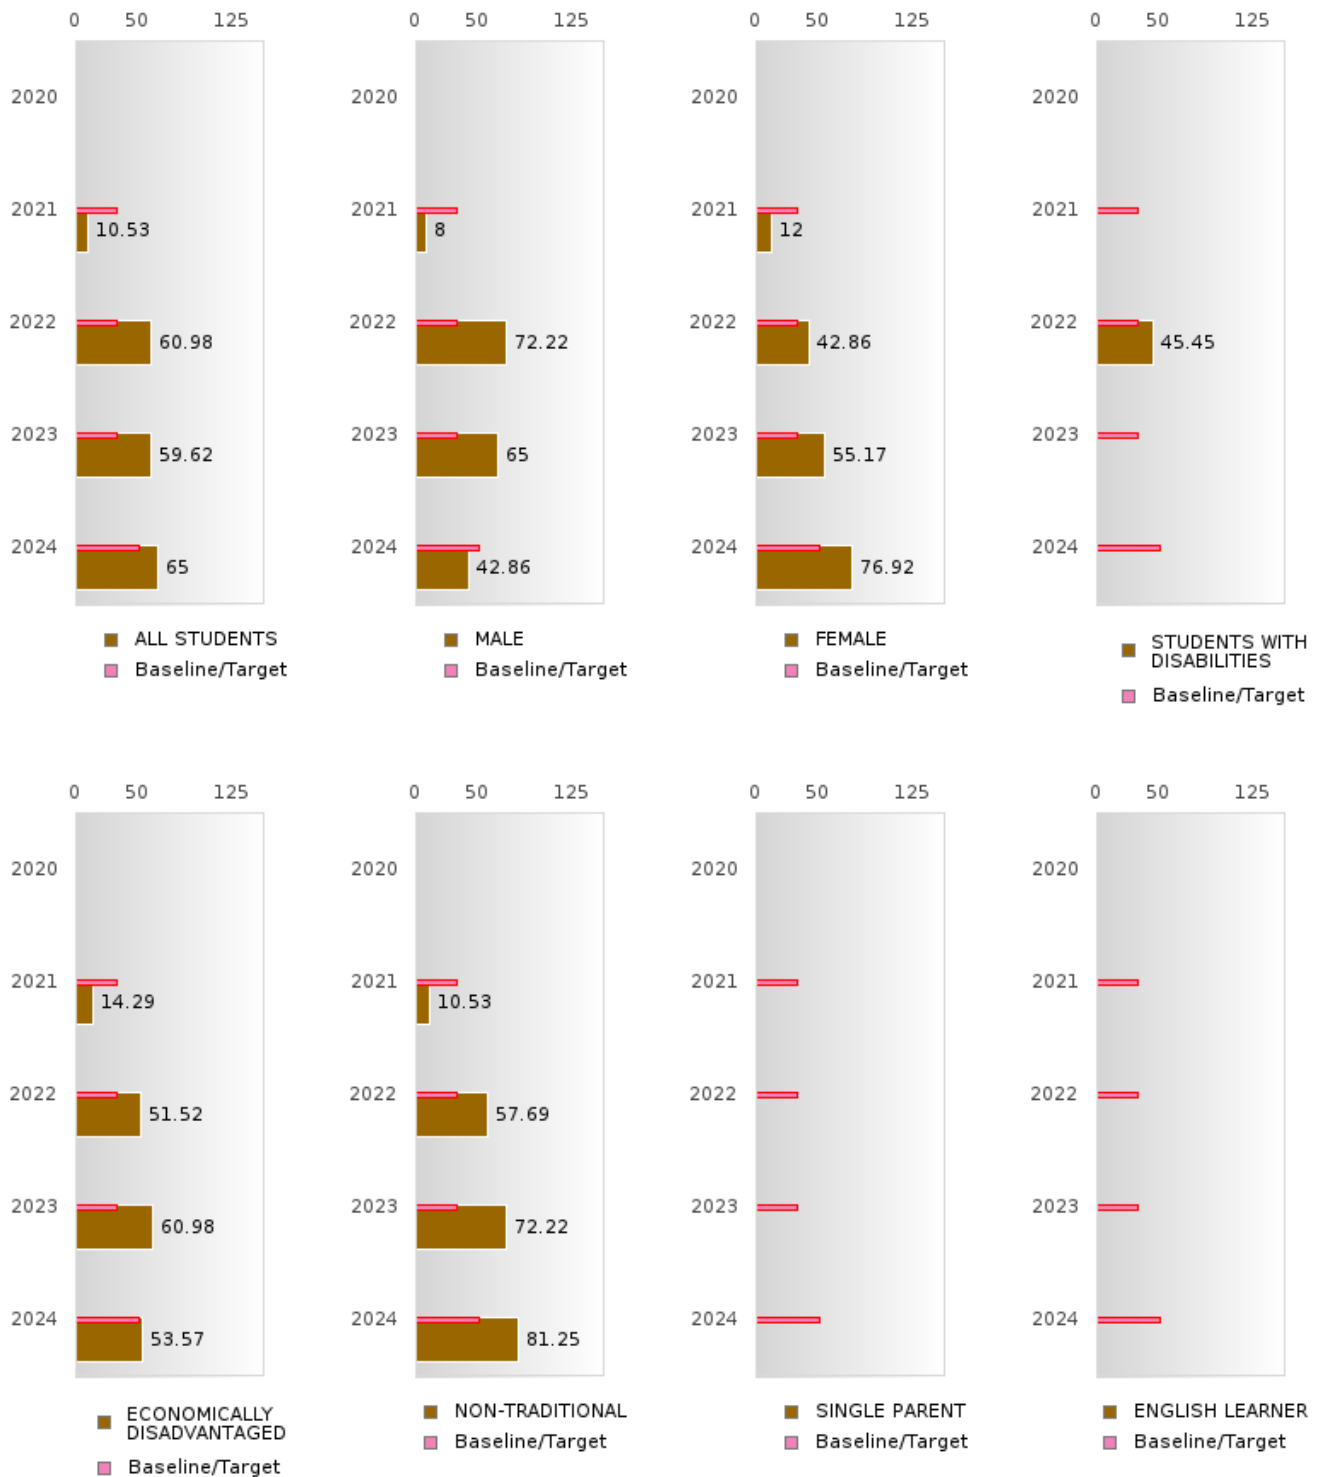 0 50 125
0 50 125
0 50 125
0 50 125
2020
2020
2020
2020
2021
2021
2021
2021
10.53
8
12
2022
2022
2022
2022
60.98
72.22
42.86
45.45
2023
2023
2023
2023
59.62
65
55.17
2024
2024
2024
2024
65
42.86
76.92
ALL STUDENTS
Baseline/Target
MALE
Baseline/Target
FEMALE
Baseline/Target
STUDENTS WITH
DISABILITIES
Baseline/Target
0 50 125
0 50 125
0 50 125
0 50 125
2020
2020
2020
2020
2021
2021
2021
2021
14.29
10.53
2022
2022
2022
2022
51.52
57.69
2023
2023
2023
2023
60.98
72.22
2024
2024
2024
2024
53.57
81.25
ECONOMICALLY
DISADVANTAGED
Baseline/Target
NON-TRADITIONAL
Baseline/Target
SINGLE PARENT
Baseline/Target
ENGLISH LEARNER
Baseline/Target